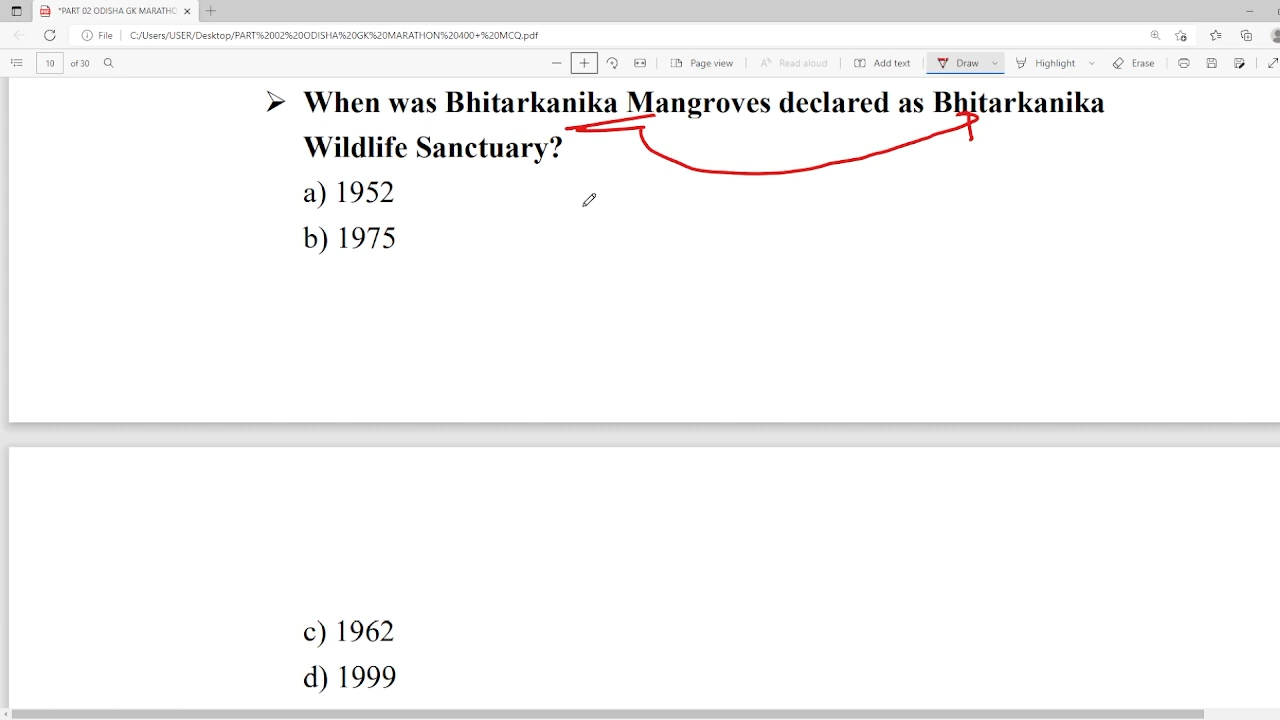 *PART 02 ODISHA GK MARATHO
File
C:/Users/USER/Desktop/PART%2002%20ODISHA%20GK%20MARATHON%20400+%20MCQ.pdf
10 of 30
Page view
Read aloud
Add text
Draw
Highlight
Erase
➢ When was Bhitarkanika Mangroves declared as Bhitarkanika
Wildlife Sanctuary?
a) 1952
b) 1975
c) 1962
d) 1999